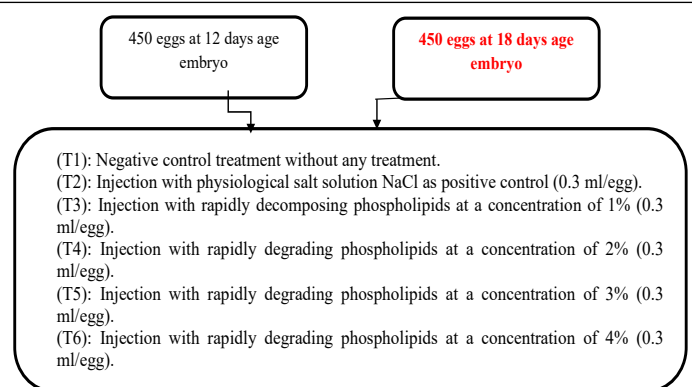 450 eggs at 12 days age
embryo
450 eggs at 18 days age
embryo
(T1): Negative control treatment without any treatment.
(T2): Injection with physiological salt solution NaCl as positive control (0.3 ml/egg).
(T3): Injection with rapidly decomposing phospholipids at a concentration of 1% (0.3
ml/egg).
(T4): Injection with rapidly degrading phospholipids at a concentration of 2% (0.3
ml/egg).
(T5): Injection with rapidly degrading phospholipids at a concentration of 3% (0.3
ml/egg).
(T6): Injection with rapidly degrading phospholipids at a concentration of 4% (0.3
ml/egg).